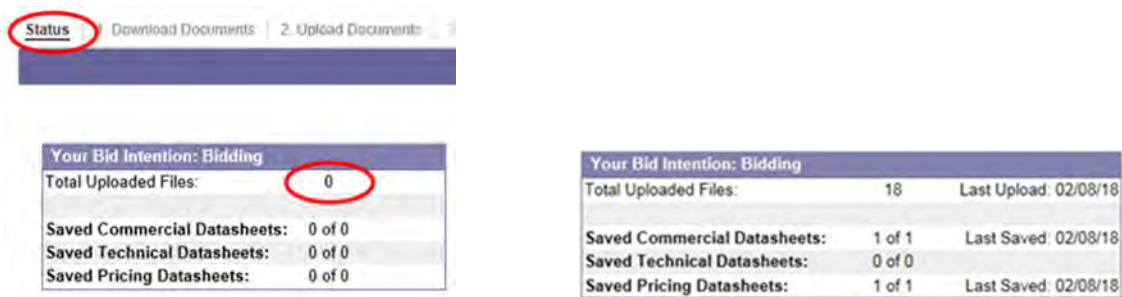 Status 1. Download Documents 2. Upload Documents
Your Bid Intention: Bidding
Total Uploaded Files: 0
Saved Commercial Datasheets: 0 of 0
Saved Technical Datasheets: 0 of 0
Saved Pricing Datasheets: 0 of 0
Your Bid Intention: Bidding
Total Uploaded Files: 18 Last Upload: 02/08/18
Saved Commercial Datasheets: 1 of 1 Last Saved: 02/08/18
Saved Technical Datasheets: 0 of 0
Saved Pricing Datasheets: 1 of 1 Last Saved: 02/08/18